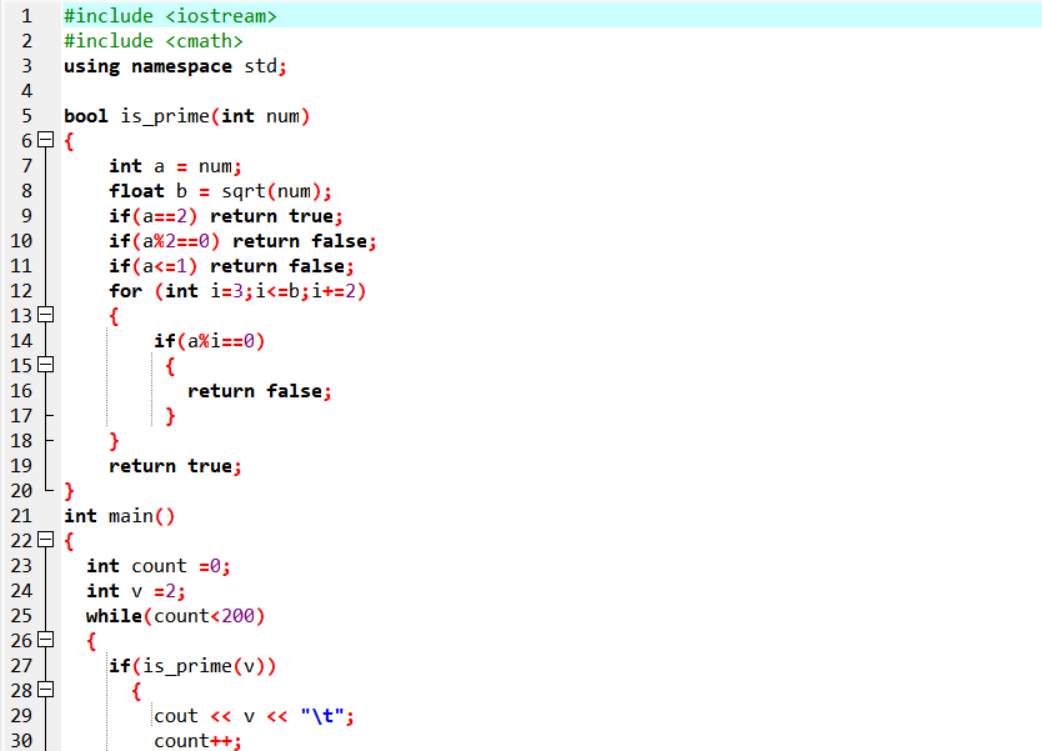 1 #include <iostream>
2 #include <cmath>
3 using namespace std;
4
5 bool is_prime(int num)
6 {
7     int a = num;
8     float b = sqrt(num);
9     if(a==2) return true;
10     if(a%2==0) return false;
11     if(a<=1) return false;
12     for (int i=3;i<=b;i+=2)
13     {
14         if(a%i==0)
15          {
16            return false;
17          }
18     }
19     return true;
20 }
21 int main()
22 {
23   int count =0;
24   int v =2;
25   while(count<200)
26   {
27     if(is_prime(v))
28       {
29         cout << v << "\t";
30         count++;